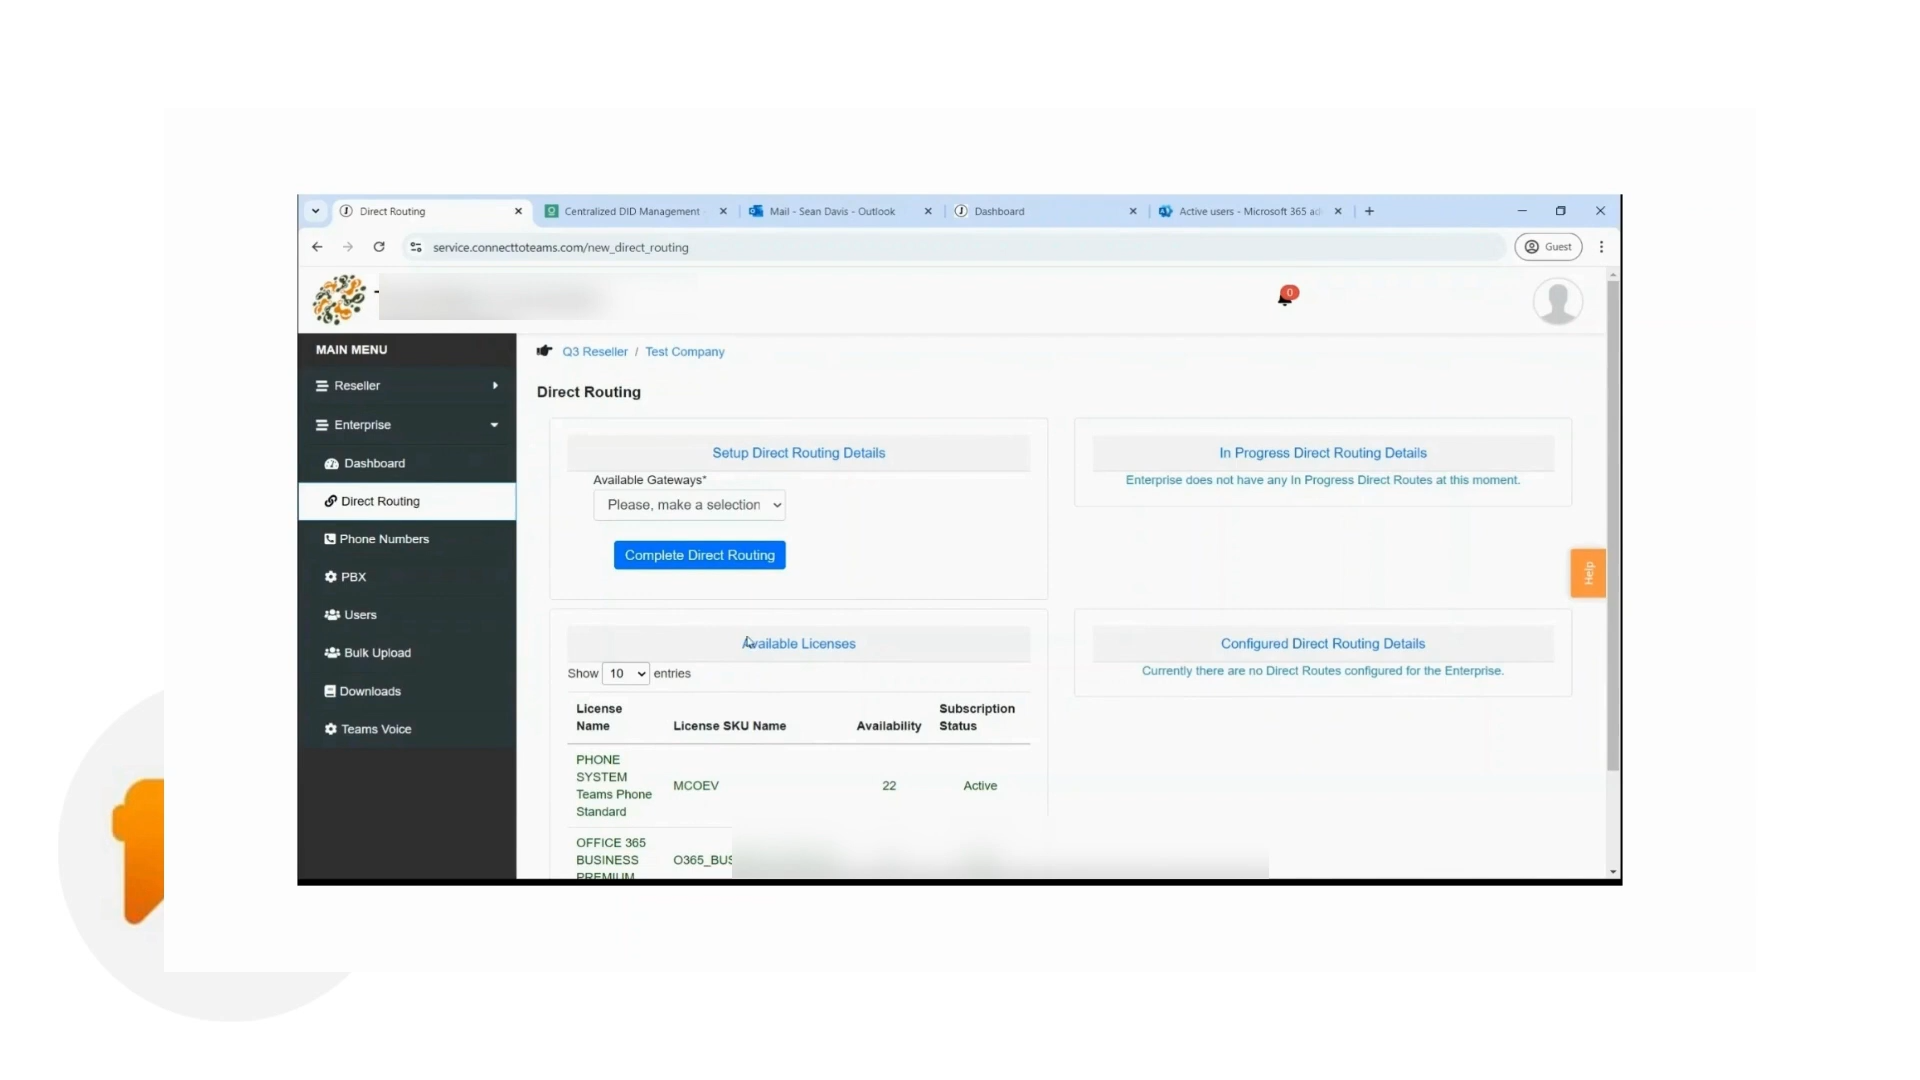 Direct Routing
Centralized DID Management
Mail - Sean Davis - Outlook
Dashboard
Active users - Microsoft 365 ad
service.connecttoteams.com/new_direct_routing
Guest
0
MAIN MENU
Reseller
Enterprise
Dashboard
Direct Routing
Phone Numbers
PBX
Users
Bulk Upload
Downloads
Teams Voice
Q3 Reseller / Test Company
Direct Routing
Setup Direct Routing Details
Available Gateways*
Please, make a selection
Complete Direct Routing
In Progress Direct Routing Details
Enterprise does not have any In Progress Direct Routes at this moment.
Help
Available Licenses
Show 10 entries
License Name License SKU Name Availability Subscription Status
PHONE
SYSTEM
Teams Phone
Standard
MCOEV 22 Active
OFFICE 365
BUSINESS
PREMIUM
O365_BUS
Configured Direct Routing Details
Currently there are no Direct Routes configured for the Enterprise.